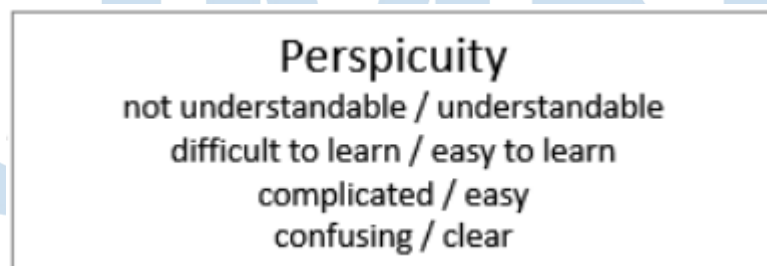 Perspicuity
not understandable / understandable
difficult to learn / easy to learn
complicated / easy
confusing / clear